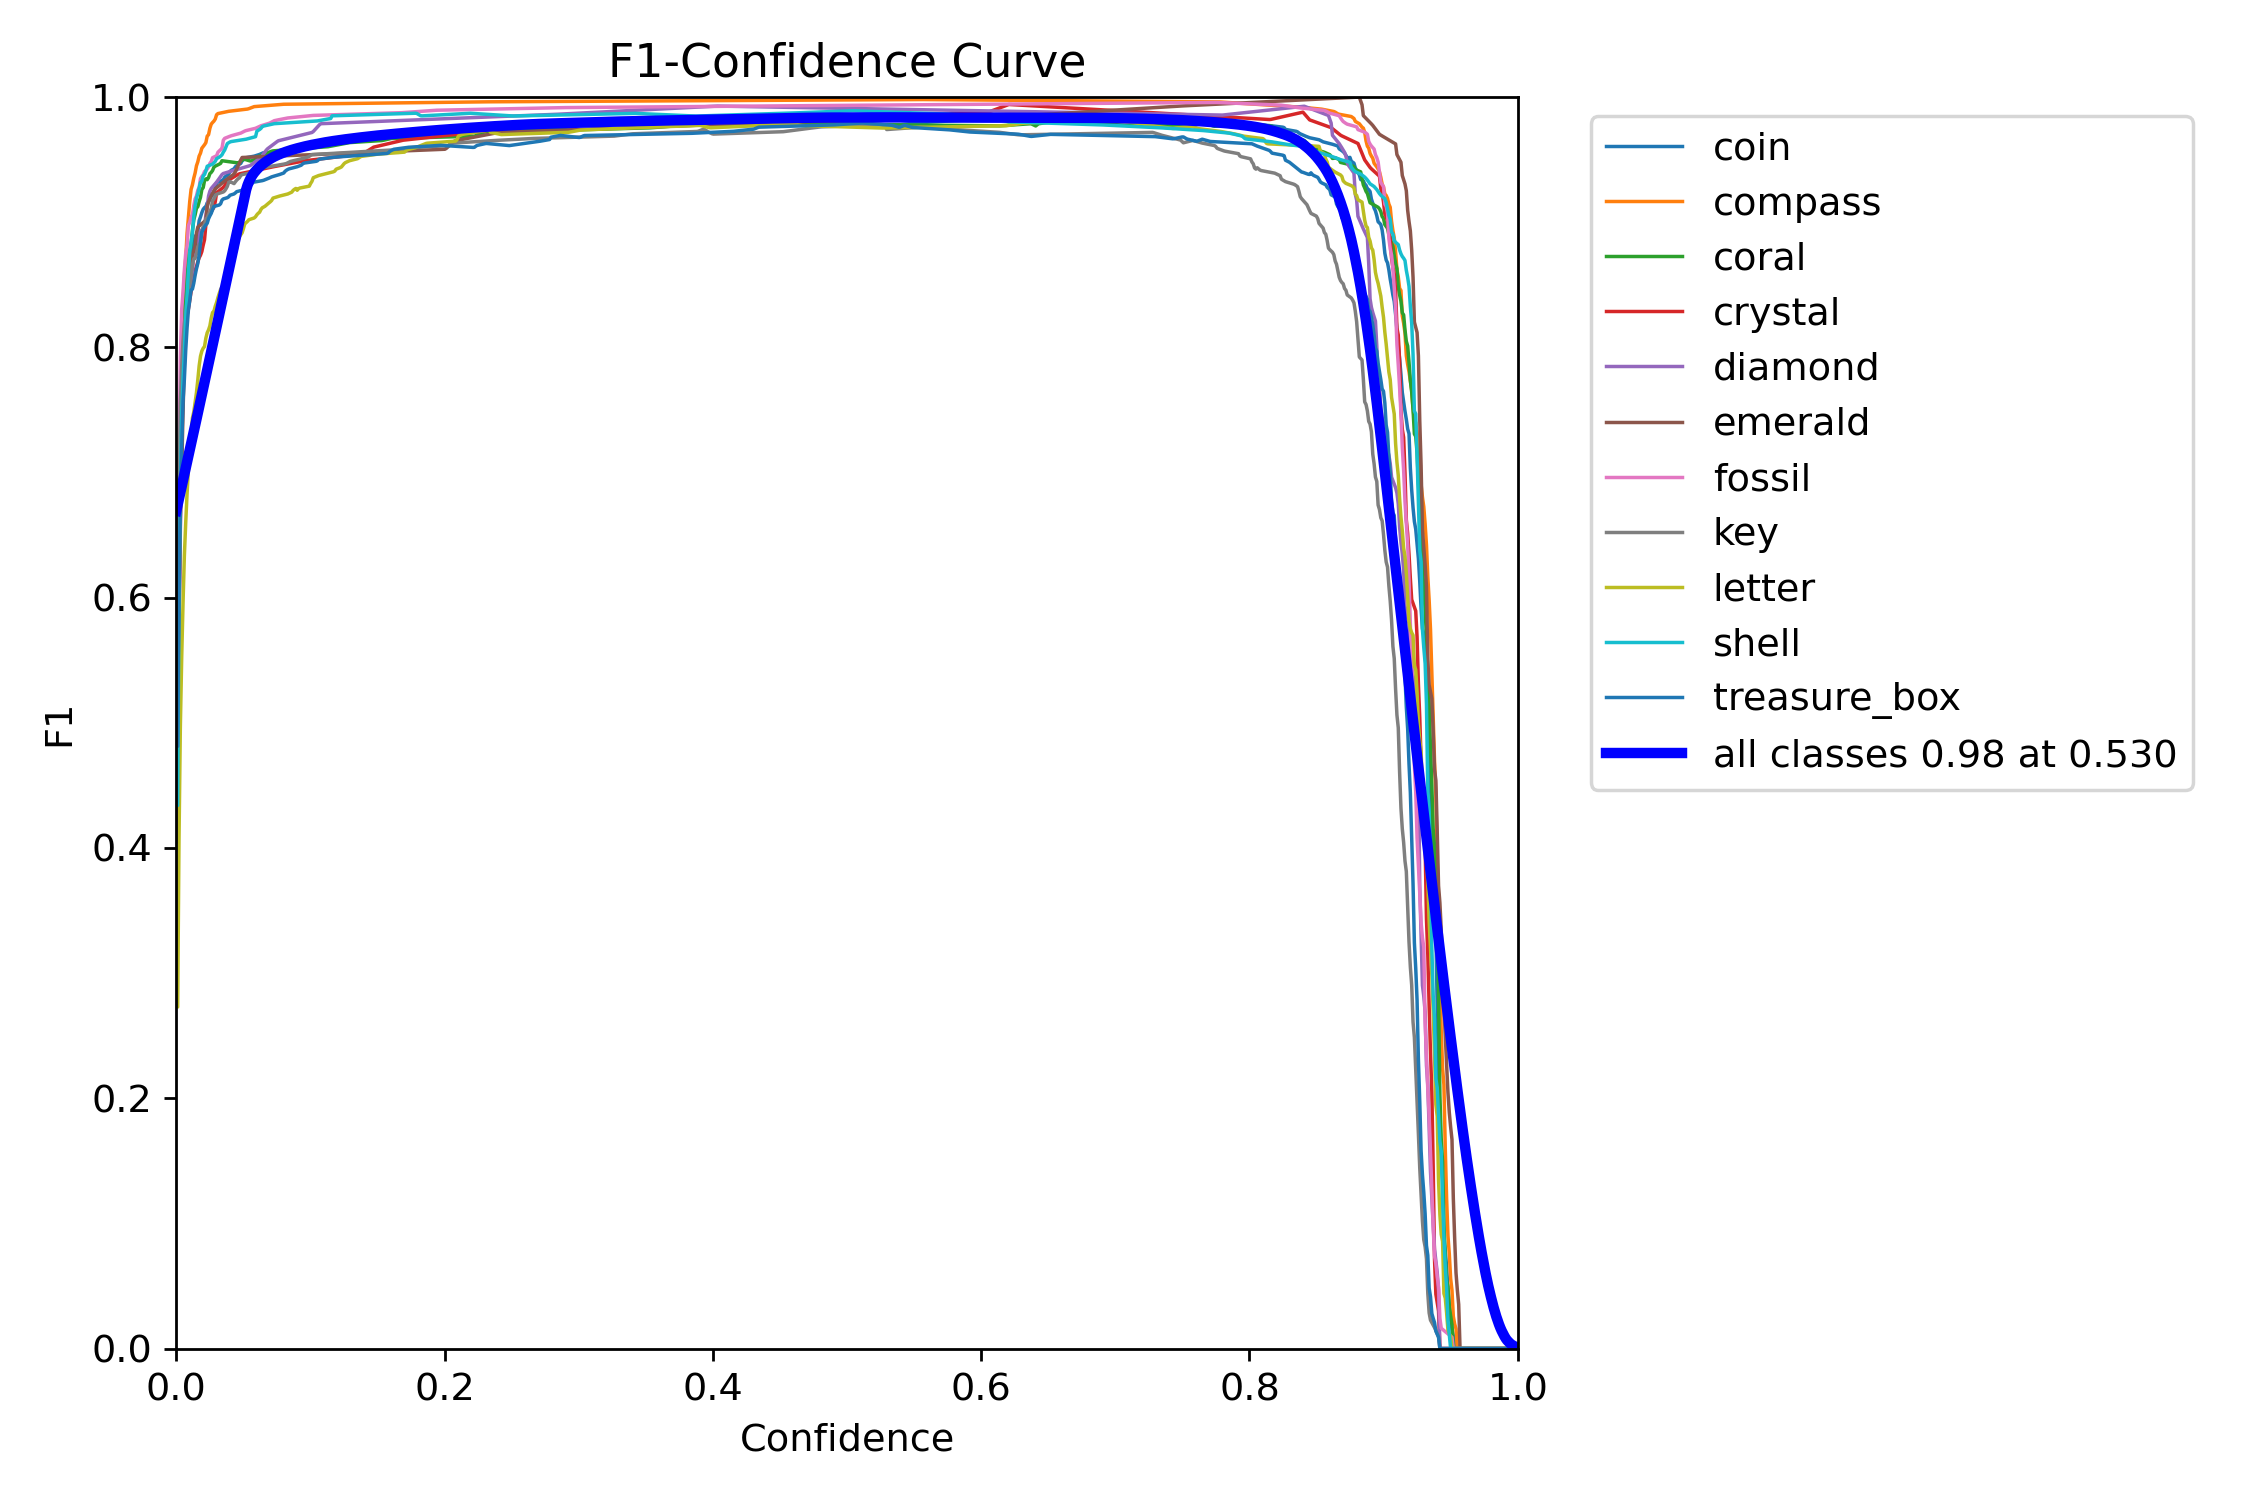 F1-Confidence Curve
1.0
0.8
0.6
0.4
0.2
0.0
F1
0.0 0.2 0.4 0.6 0.8 1.0
Confidence
coin
compass
coral
crystal
diamond
emerald
fossil
key
letter
shell
treasure_box
all classes 0.98 at 0.530